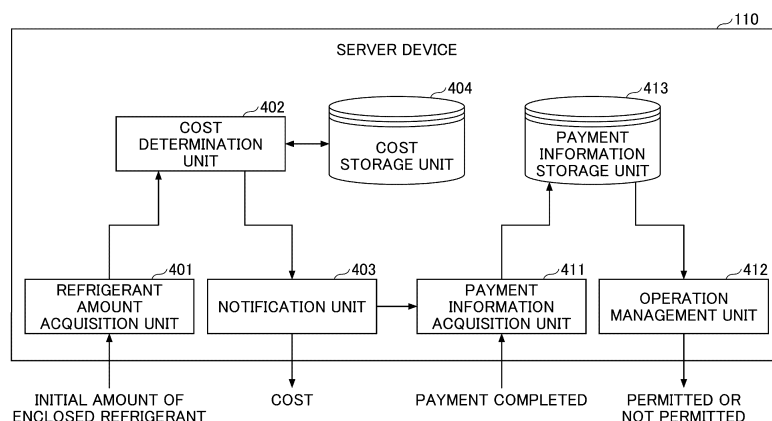 110
SERVER DEVICE
402
COST
DETERMINATION
UNIT
404
COST
STORAGE UNIT
413
PAYMENT
INFORMATION
STORAGE UNIT
401
REFRIGERANT
AMOUNT
ACQUISITION UNIT
403
NOTIFICATION UNIT
411
PAYMENT
INFORMATION
ACQUISITION UNIT
412
OPERATION
MANAGEMENT UNIT
INITIAL AMOUNT OF
ENCLOSED REFRIGERANT
COST
PAYMENT COMPLETED
PERMITTED OR
NOT PERMITTED